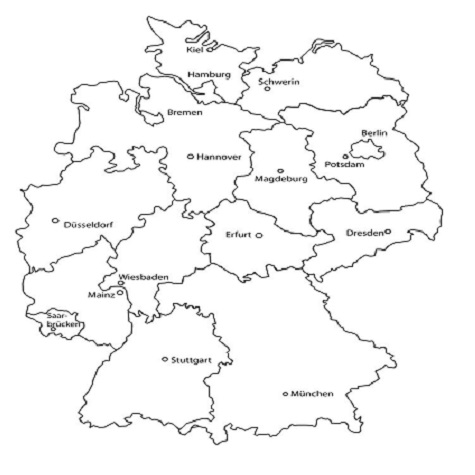 Kiel
Hamburg
Schwerin
Bremen
Berlin
Hannover
Potsdam
Magdeburg
Düsseldorf
Erfurt
Dresden
Wiesbaden
Mainz
Saar-
brücken
Stuttgart
München